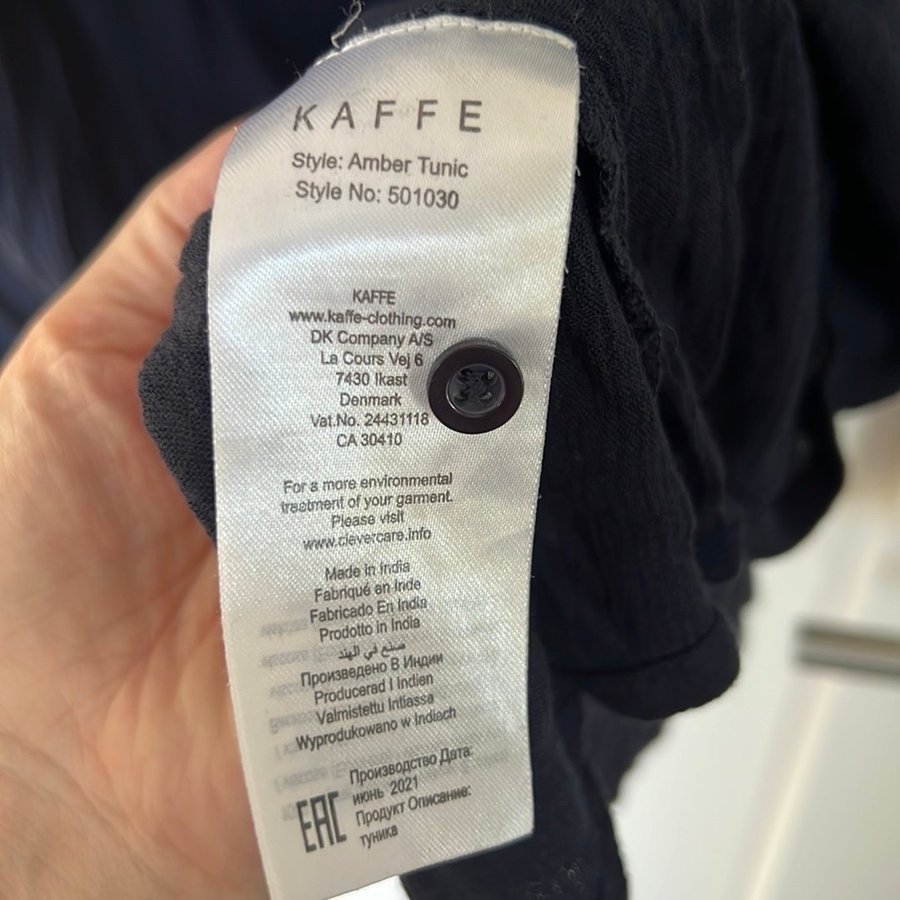 KAFFE
Style: Amber Tunic
Style No: 501030
KAFFE
www.kaffe-clothing.com
DK Company A/S
La Cours Vej 6
7430 Ikast
Denmark
Vat.No. 24431118
CA 30410
For a more environmental
treatment of your garment.
Please visit
www.clevercare.info
Made in India
Fabriqué en Inde
Fabricado En India
Prodotto in India
صنع في الهند
Произведено В Индии
Producerad I Indien
Valmistettu Intiassa
Wyprodukowano w Indiach
EAC
Производство Дата:
июнь 2021
Продукт Описание:
туника